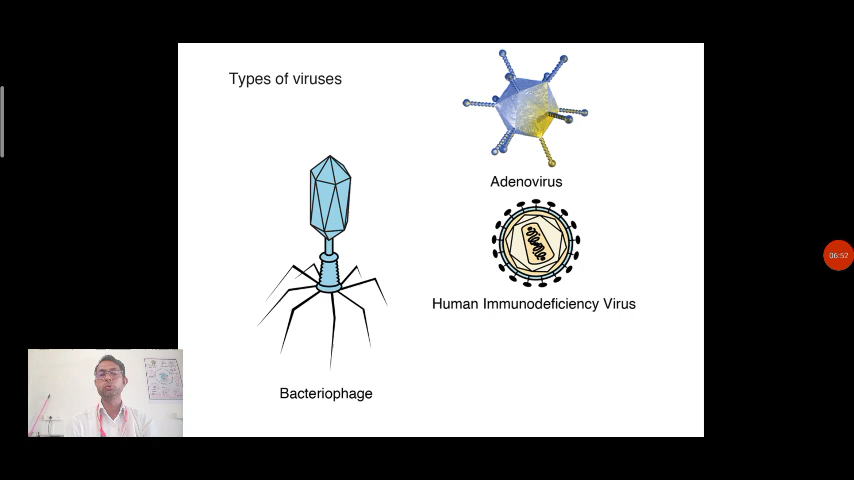 Types of viruses
Adenovirus
Human Immunodeficiency Virus
Bacteriophage
06:52